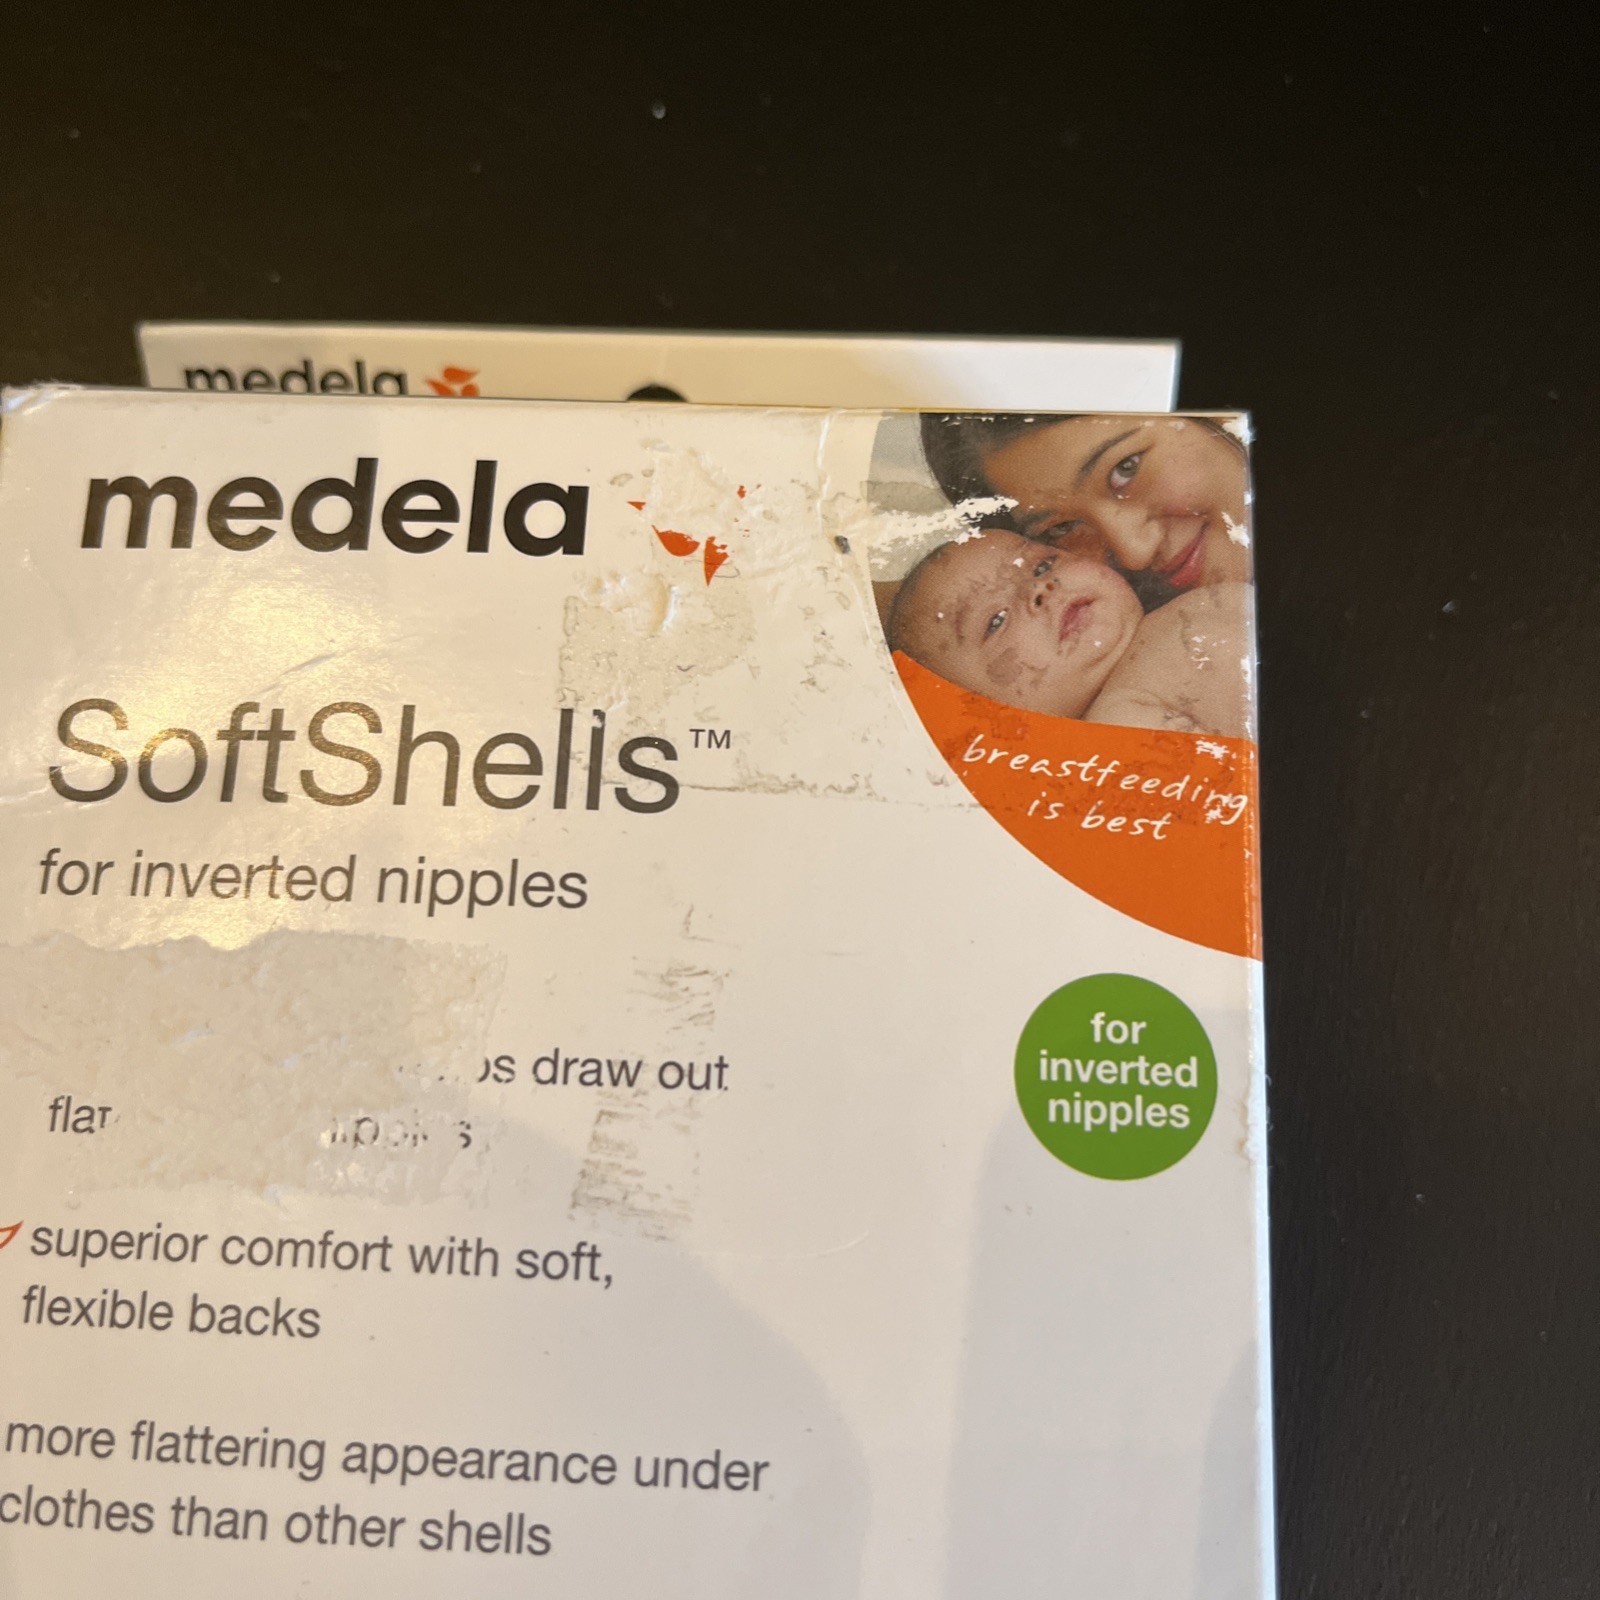 medela
medela
SoftShells™
for inverted nipples
breastfeeding
is best
for
inverted
nipples
draw out
superior comfort with soft,
flexible backs
more flattering appearance under
clothes than other shells